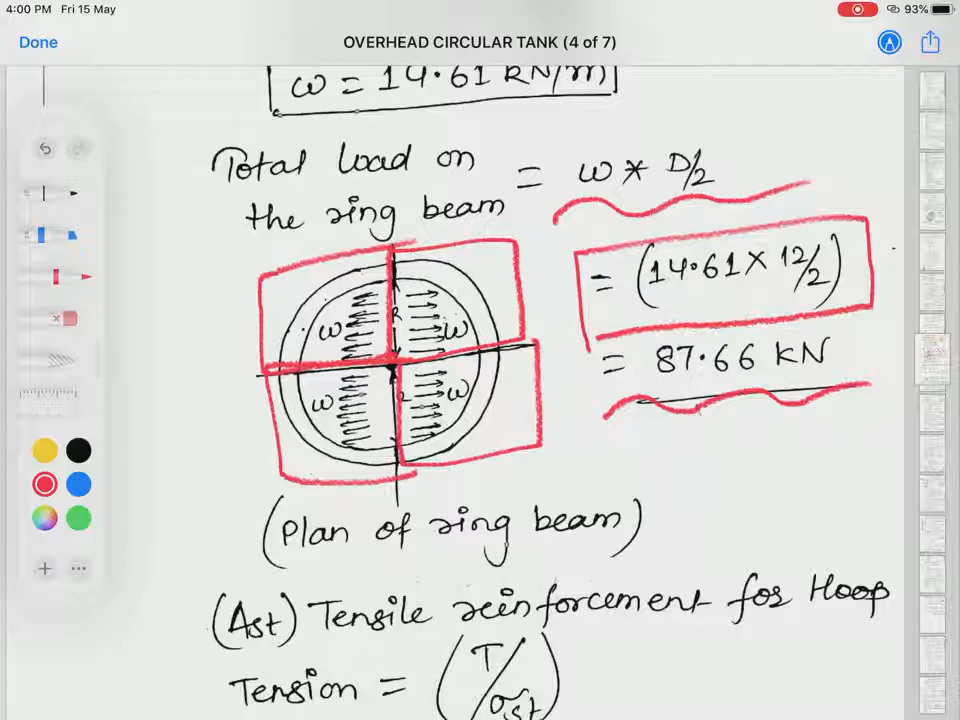 4:00 PM Fri 15 May
93%
Done
OVERHEAD CIRCULAR TANK (4 of 7)
ω = 14.61 KN/m
Total load on
the ring beam = ω * D/2
= (14.61 × 12/2)
= 87.66 KN
R
ω ω
ω ω
(Plan of ring beam)
(Ast) Tensile reinforcement for Hoop
Tension = (T/σst)